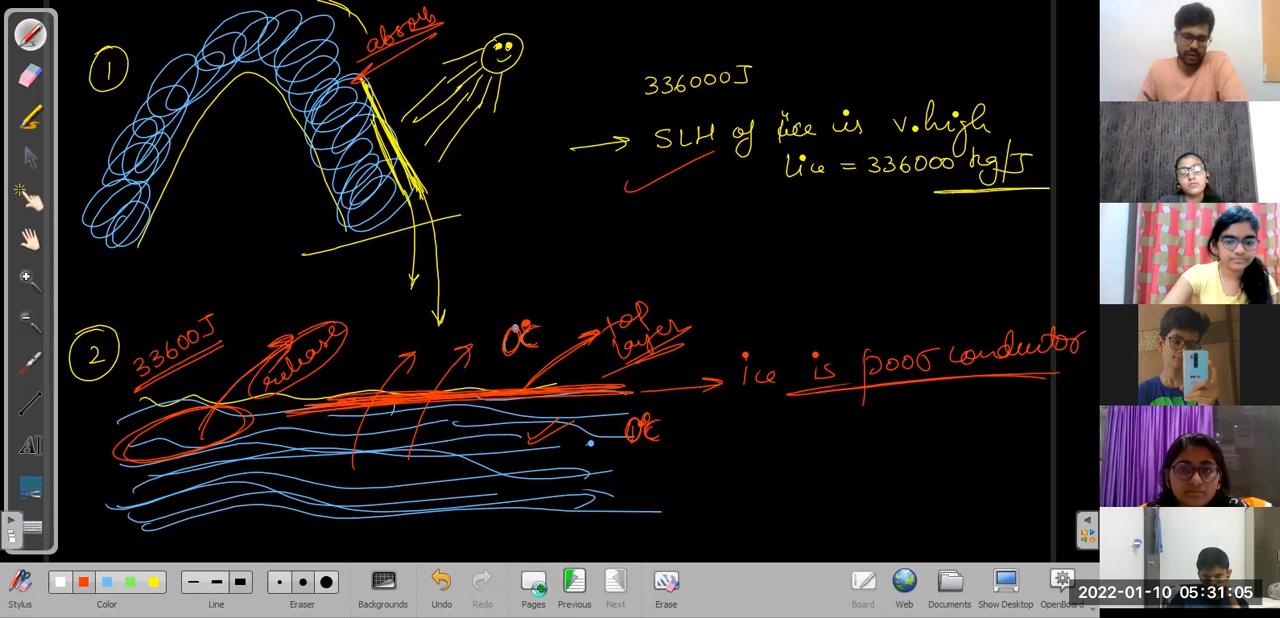 1
absorb
336000J
→ SLH of ice is v.high
Lice = 336000 kg/J
2
33600J
release
0°C
top layer
→ ice is poor conductor
0°C
AI
Stylus
Color
Line
Eraser
Backgrounds
Undo
Redo
Pages
Previous
Next
Erase
Board
Web
Documents
Show Desktop
OpenBoard
2022-01-10 05:31:05